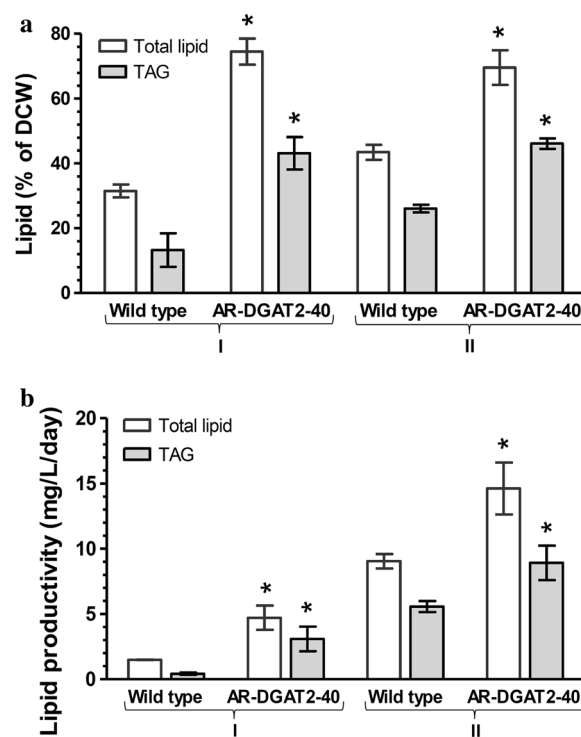 a
Lipid (% of DCW)
80
60
40
20
0
Total lipid
TAG
*
*
*
*
Wild type AR-DGAT2-40 Wild type AR-DGAT2-40
I II
b
Lipid productivity (mg/L/day)
20
15
10
5
0
Total lipid
TAG
*
*
*
*
Wild type AR-DGAT2-40 Wild type AR-DGAT2-40
I II